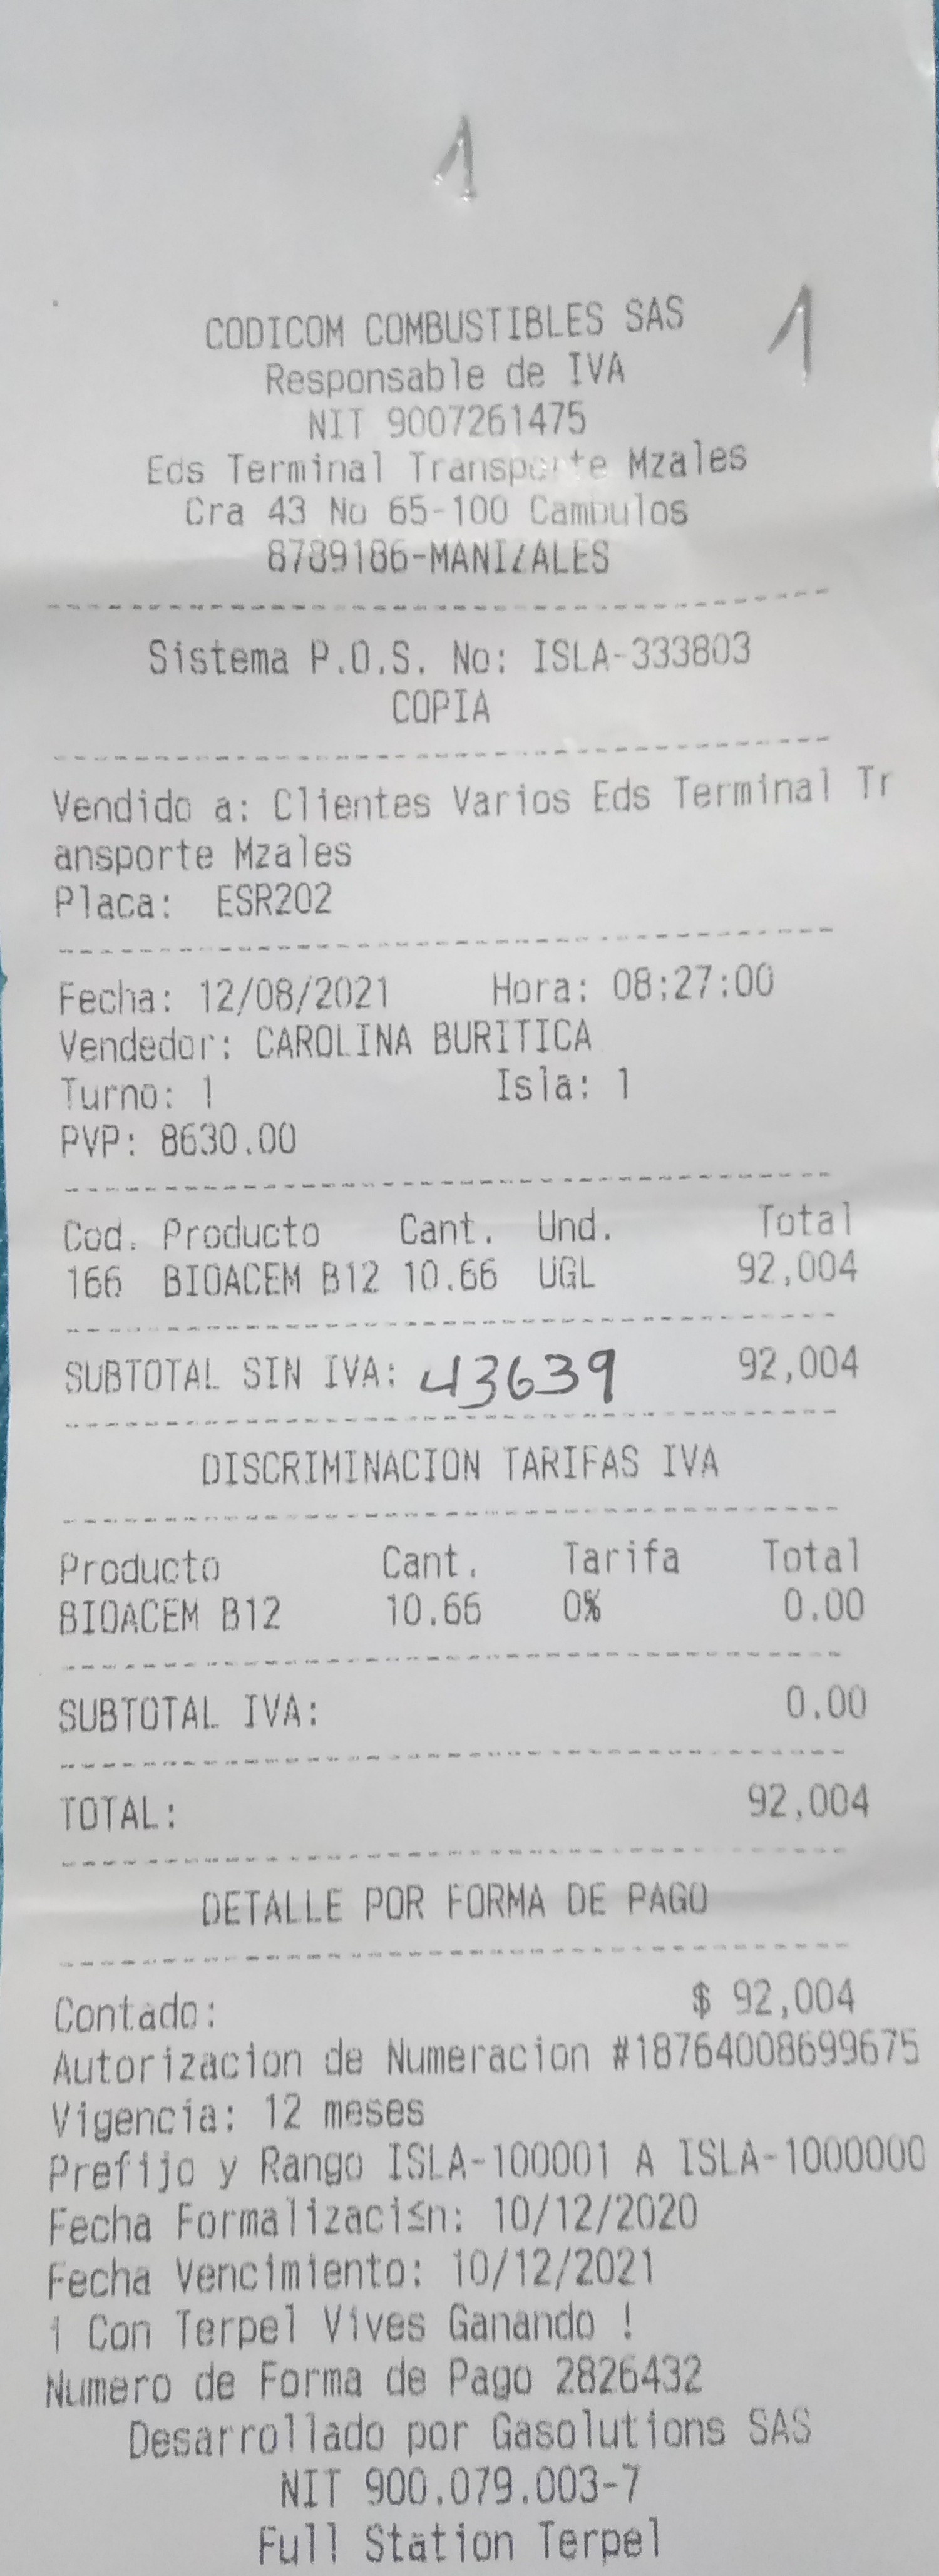 1
CODICOM COMBUSTIBLES SAS 1
Responsable de IVA
NIT 9007261475
Eds Terminal Transporte Mzales
Cra 43 No 65-100 Cambulos
8789186-MANIZALES
Sistema P.O.S. No: ISLA-333803
COPIA
Vendido a: Clientes Varios Eds Terminal Tr
ansporte Mzales
Placa: ESR202
Fecha: 12/08/2021 Hora: 08:27:00
Vendedor: CAROLINA BURITICA
Turno: 1 Isla: 1
PVP: 8630.00
Cod. Producto Cant. Und. Total
166 BIOACEM B12 10.66 UGL 92,004
SUBTOTAL SIN IVA: 43639 92,004
DISCRIMINACION TARIFAS IVA
Producto Cant. Tarifa Total
BIOACEM B12 10.66 0% 0.00
SUBTOTAL IVA: 0.00
TOTAL: 92,004
DETALLE POR FORMA DE PAGO
Contado: $ 92,004
Autorizacion de Numeracion #18764008699675
Vigencia: 12 meses
Prefijo y Rango ISLA-100001 A ISLA-1000000
Fecha Formalizaci≤n: 10/12/2020
Fecha Vencimiento: 10/12/2021
¡ Con Terpel Vives Ganando !
Numero de Forma de Pago 2826432
Desarrollado por Gasolutions SAS
NIT 900.079.003-7
Full Station Terpel